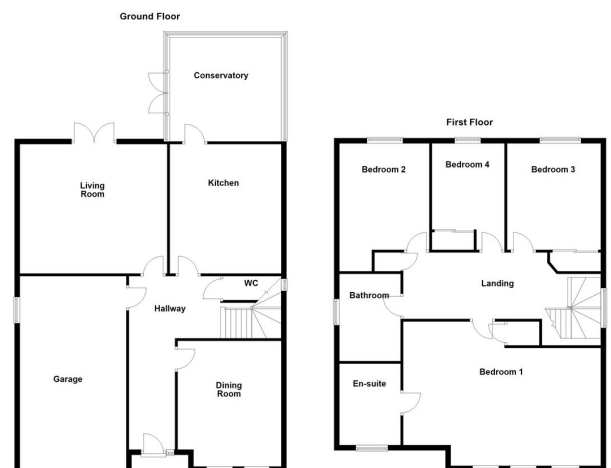 Ground Floor
Conservatory
Living
Room
Kitchen
WC
Hallway
Garage
Dining
Room
First Floor
Bedroom 2
Bedroom 4
Bedroom 3
Landing
Bathroom
En-suite
Bedroom 1